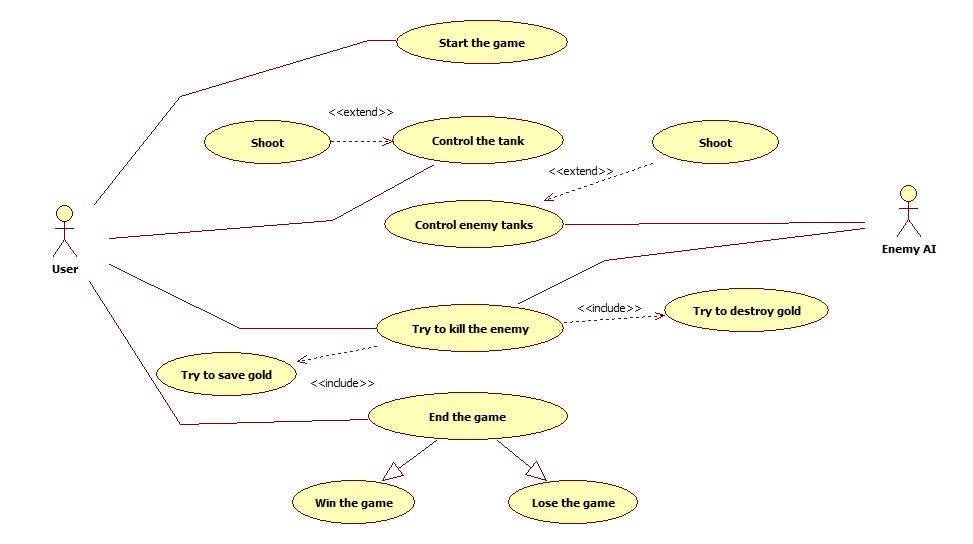 Start the game
<<extend>>
Shoot
Control the tank
Shoot
<<extend>>
Control enemy tanks
User
Enemy AI
<<include>>
Try to destroy gold
Try to kill the enemy
Try to save gold
<<include>>
End the game
Win the game
Lose the game